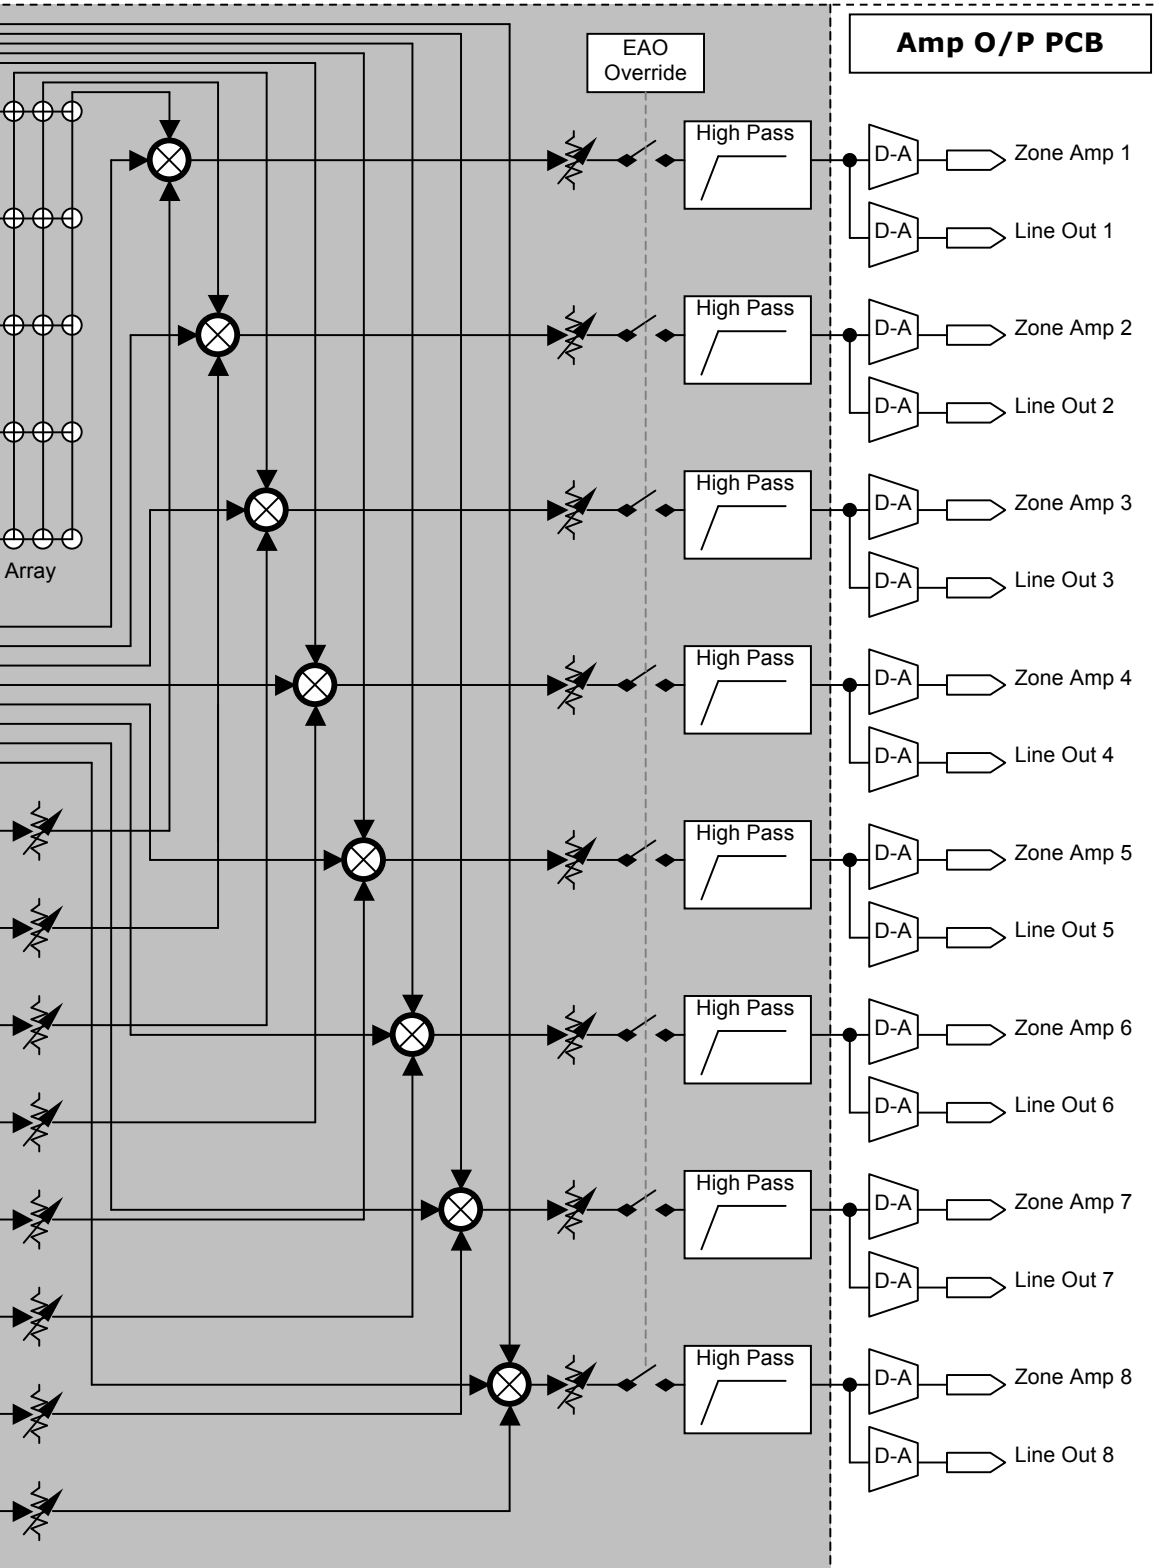 EAO
Override
Amp O/P PCB
High Pass
D-A
Zone Amp 1
D-A
Line Out 1
High Pass
D-A
Zone Amp 2
D-A
Line Out 2
High Pass
D-A
Zone Amp 3
D-A
Line Out 3
Array
High Pass
D-A
Zone Amp 4
D-A
Line Out 4
High Pass
D-A
Zone Amp 5
D-A
Line Out 5
High Pass
D-A
Zone Amp 6
D-A
Line Out 6
High Pass
D-A
Zone Amp 7
D-A
Line Out 7
High Pass
D-A
Zone Amp 8
D-A
Line Out 8